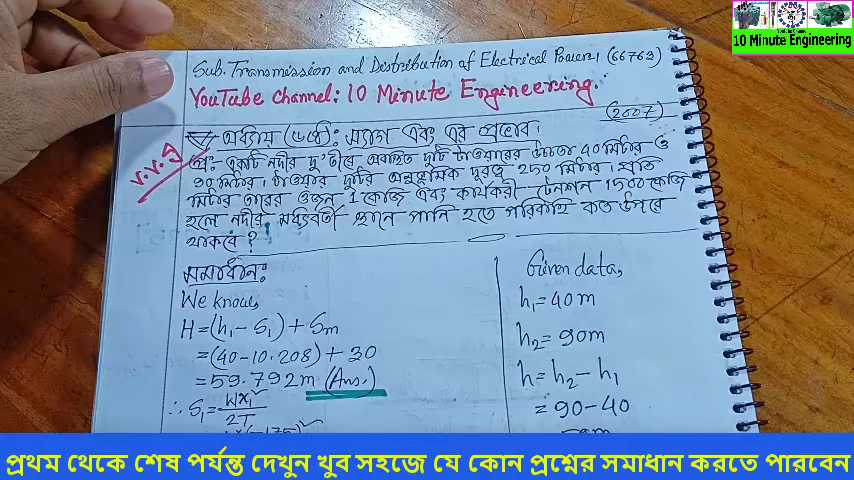 10 Minute Engineering
Sub. Transmission and Distribution of Electrical Power. (66763)
YouTube Channel: 10 Minute Engineering.
(2007)
অধ্যায় (৬ষ্ঠ): স্যাগ এবং এর প্রভাব।
V.V.I
প্রঃ একটি নদীর দু'তীরে অবস্থিত দুটি টাওয়ারের উচ্চতা 40 মিটার ও
90 মিটার। টাওয়ার দুটির অনুভূমিক দূরত্ব 250 মিটার। প্রতি
মিটার তারের ওজন 1 কেজি এবং কার্যকরী টেনশন 1500 কেজি
হলে নদীর মধ্যবর্তী স্থানে পানি হতে পরিবাহি কত উপরে
থাকবে?
সমাধান:
We know,
H=(h₁-S₁)+Sm
=(40-10.208)+30
=59.792m (Ans.)
∴ S₁=WX₁²/2T
Given data,
h₁=40m
h₂=90m
h=h₂-h₁
=90-40
প্রথম থেকে শেষ পর্যন্ত দেখুন খুব সহজে যে কোন প্রশ্নের সমাধান করতে পারবেন